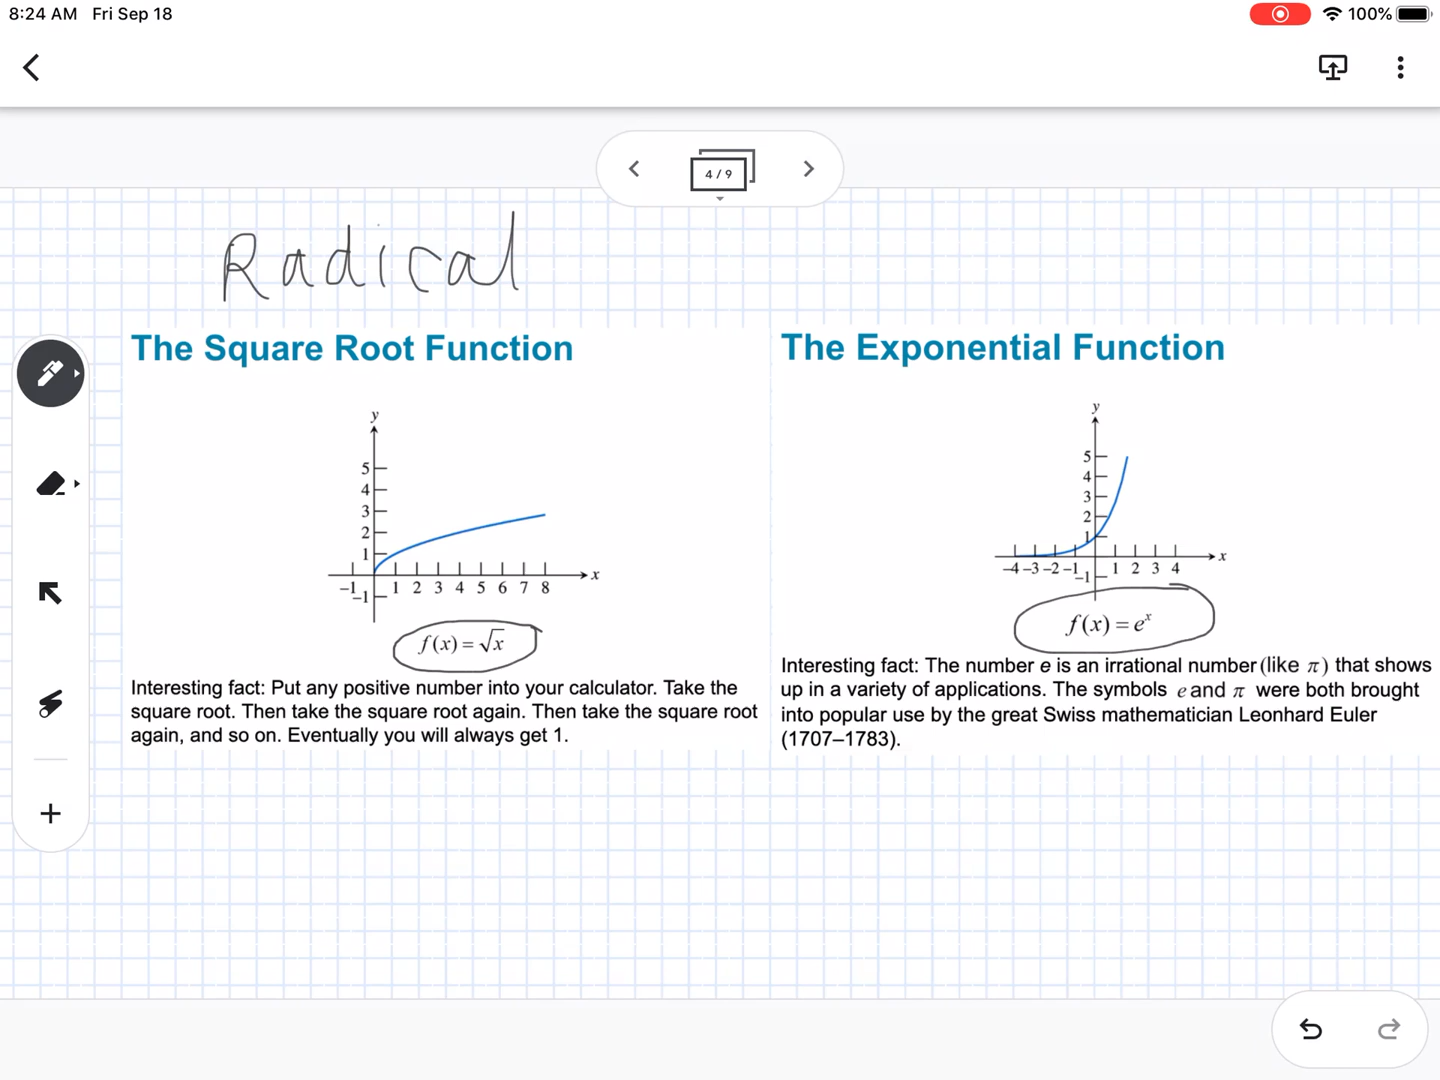 8:24 AM Fri Sep 18
100%
4 / 9
Radical
The Square Root Function
y
5
4
3
2
1
-1 1 2 3 4 5 6 7 8 x
-1
f(x) = √x
Interesting fact: Put any positive number into your calculator. Take the
square root. Then take the square root again. Then take the square root
again, and so on. Eventually you will always get 1.
The Exponential Function
y
5
4
3
2
1
-4 -3 -2 -1 1 2 3 4 x
-1
f(x) = eˣ
Interesting fact: The number e is an irrational number (like π) that shows
up in a variety of applications. The symbols e and π were both brought
into popular use by the great Swiss mathematician Leonhard Euler
(1707–1783).